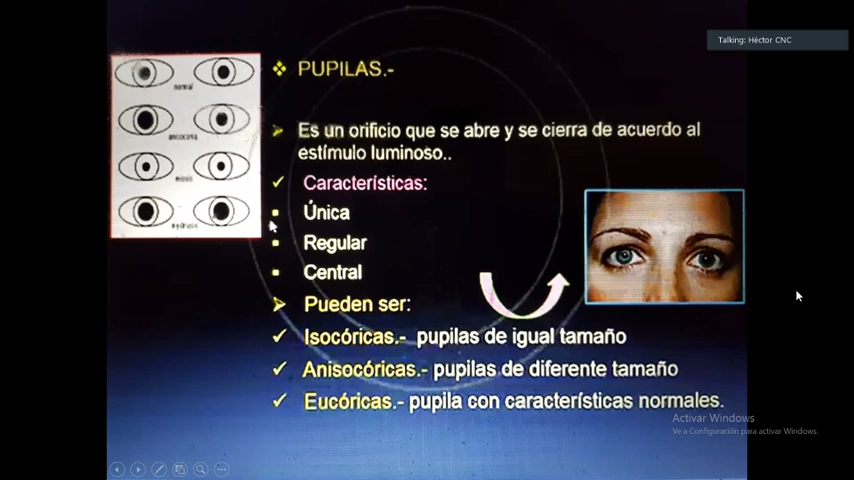 Talking: Héctor CNC
PUPILAS.-
normal
Es un orificio que se abre y se cierra de acuerdo al
estímulo luminoso..
Características:
Única
Regular
Central
Pueden ser:
Isocóricas.- pupilas de igual tamaño
Anisocóricas.- pupilas de diferente tamaño
Eucóricas.- pupila con características normales.
Activar Windows
Ve a Configuración para activar Windows.